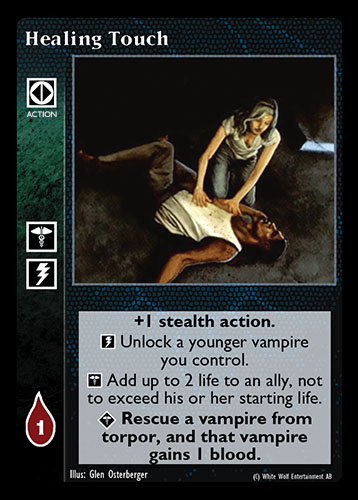 Healing Touch
ACTION
+1 stealth action.
Unlock a younger vampire
you control.
Add up to 2 life to an ally, not
to exceed his or her starting life.
Rescue a vampire from
torpor, and that vampire
gains 1 blood.
1
Illus: Glen Osterberger
(C) White Wolf Entertainment AB